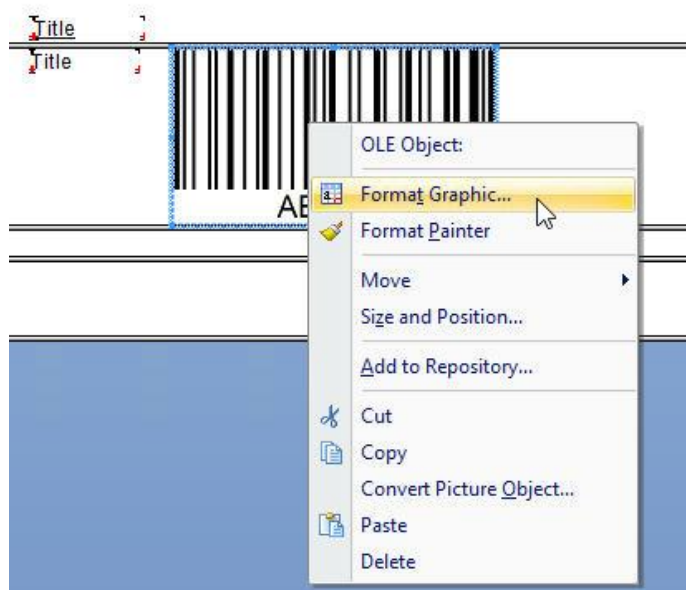 Title
Title
AB
OLE Object:
Format Graphic...
Format Painter
Move
Size and Position...
Add to Repository...
Cut
Copy
Convert Picture Object...
Paste
Delete